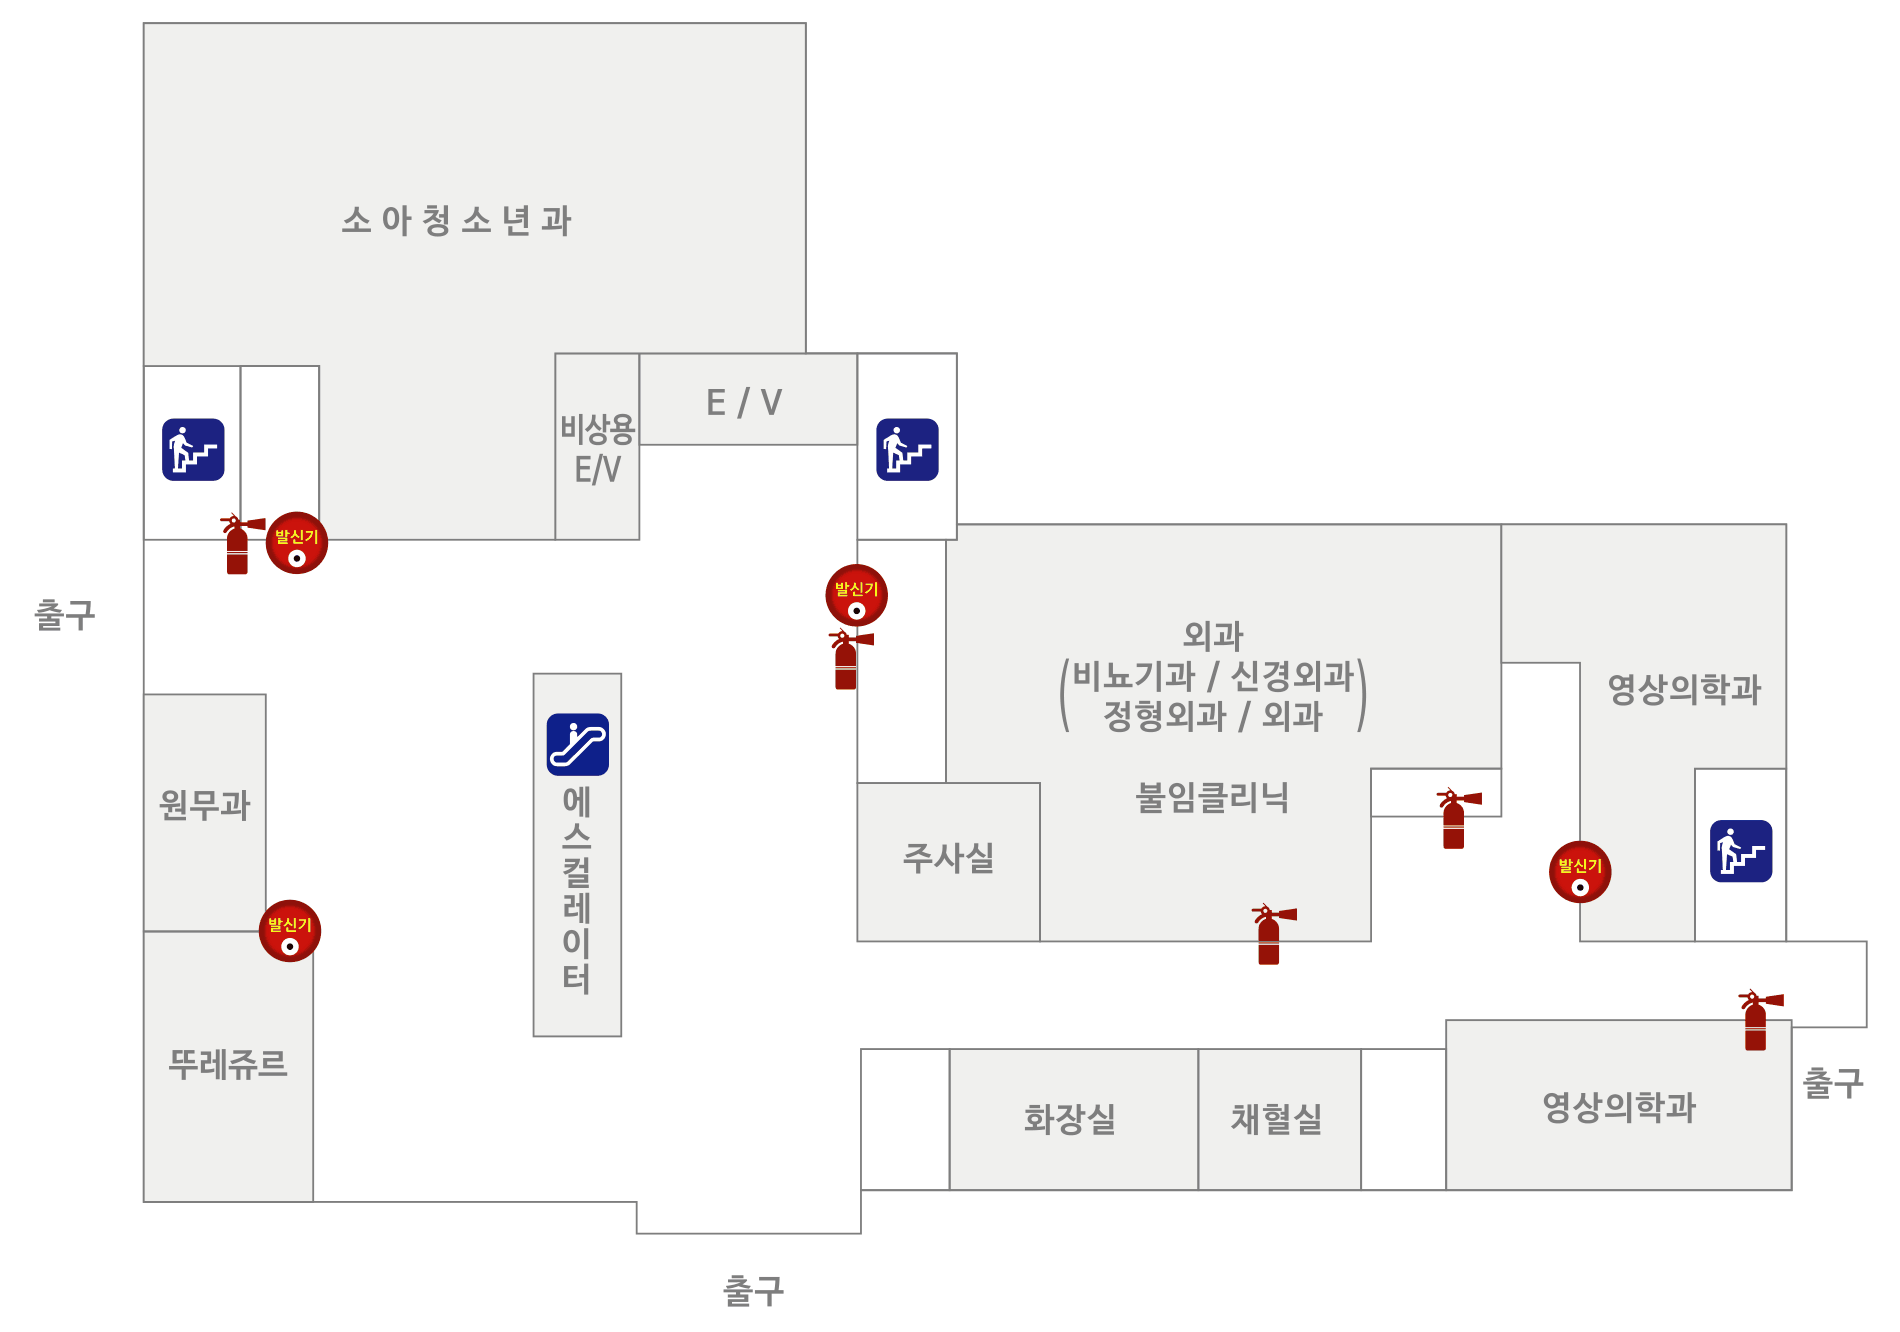 소아청소년과
비상용
E/V
E / V
발신기
발신기
출구
외과
(비뇨기과 / 신경외과
정형외과 / 외과)
불임클리닉
영상의학과
에스컬레이터
원무과
주사실
발신기
발신기
뚜레쥬르
화장실
채혈실
영상의학과
출구
출구